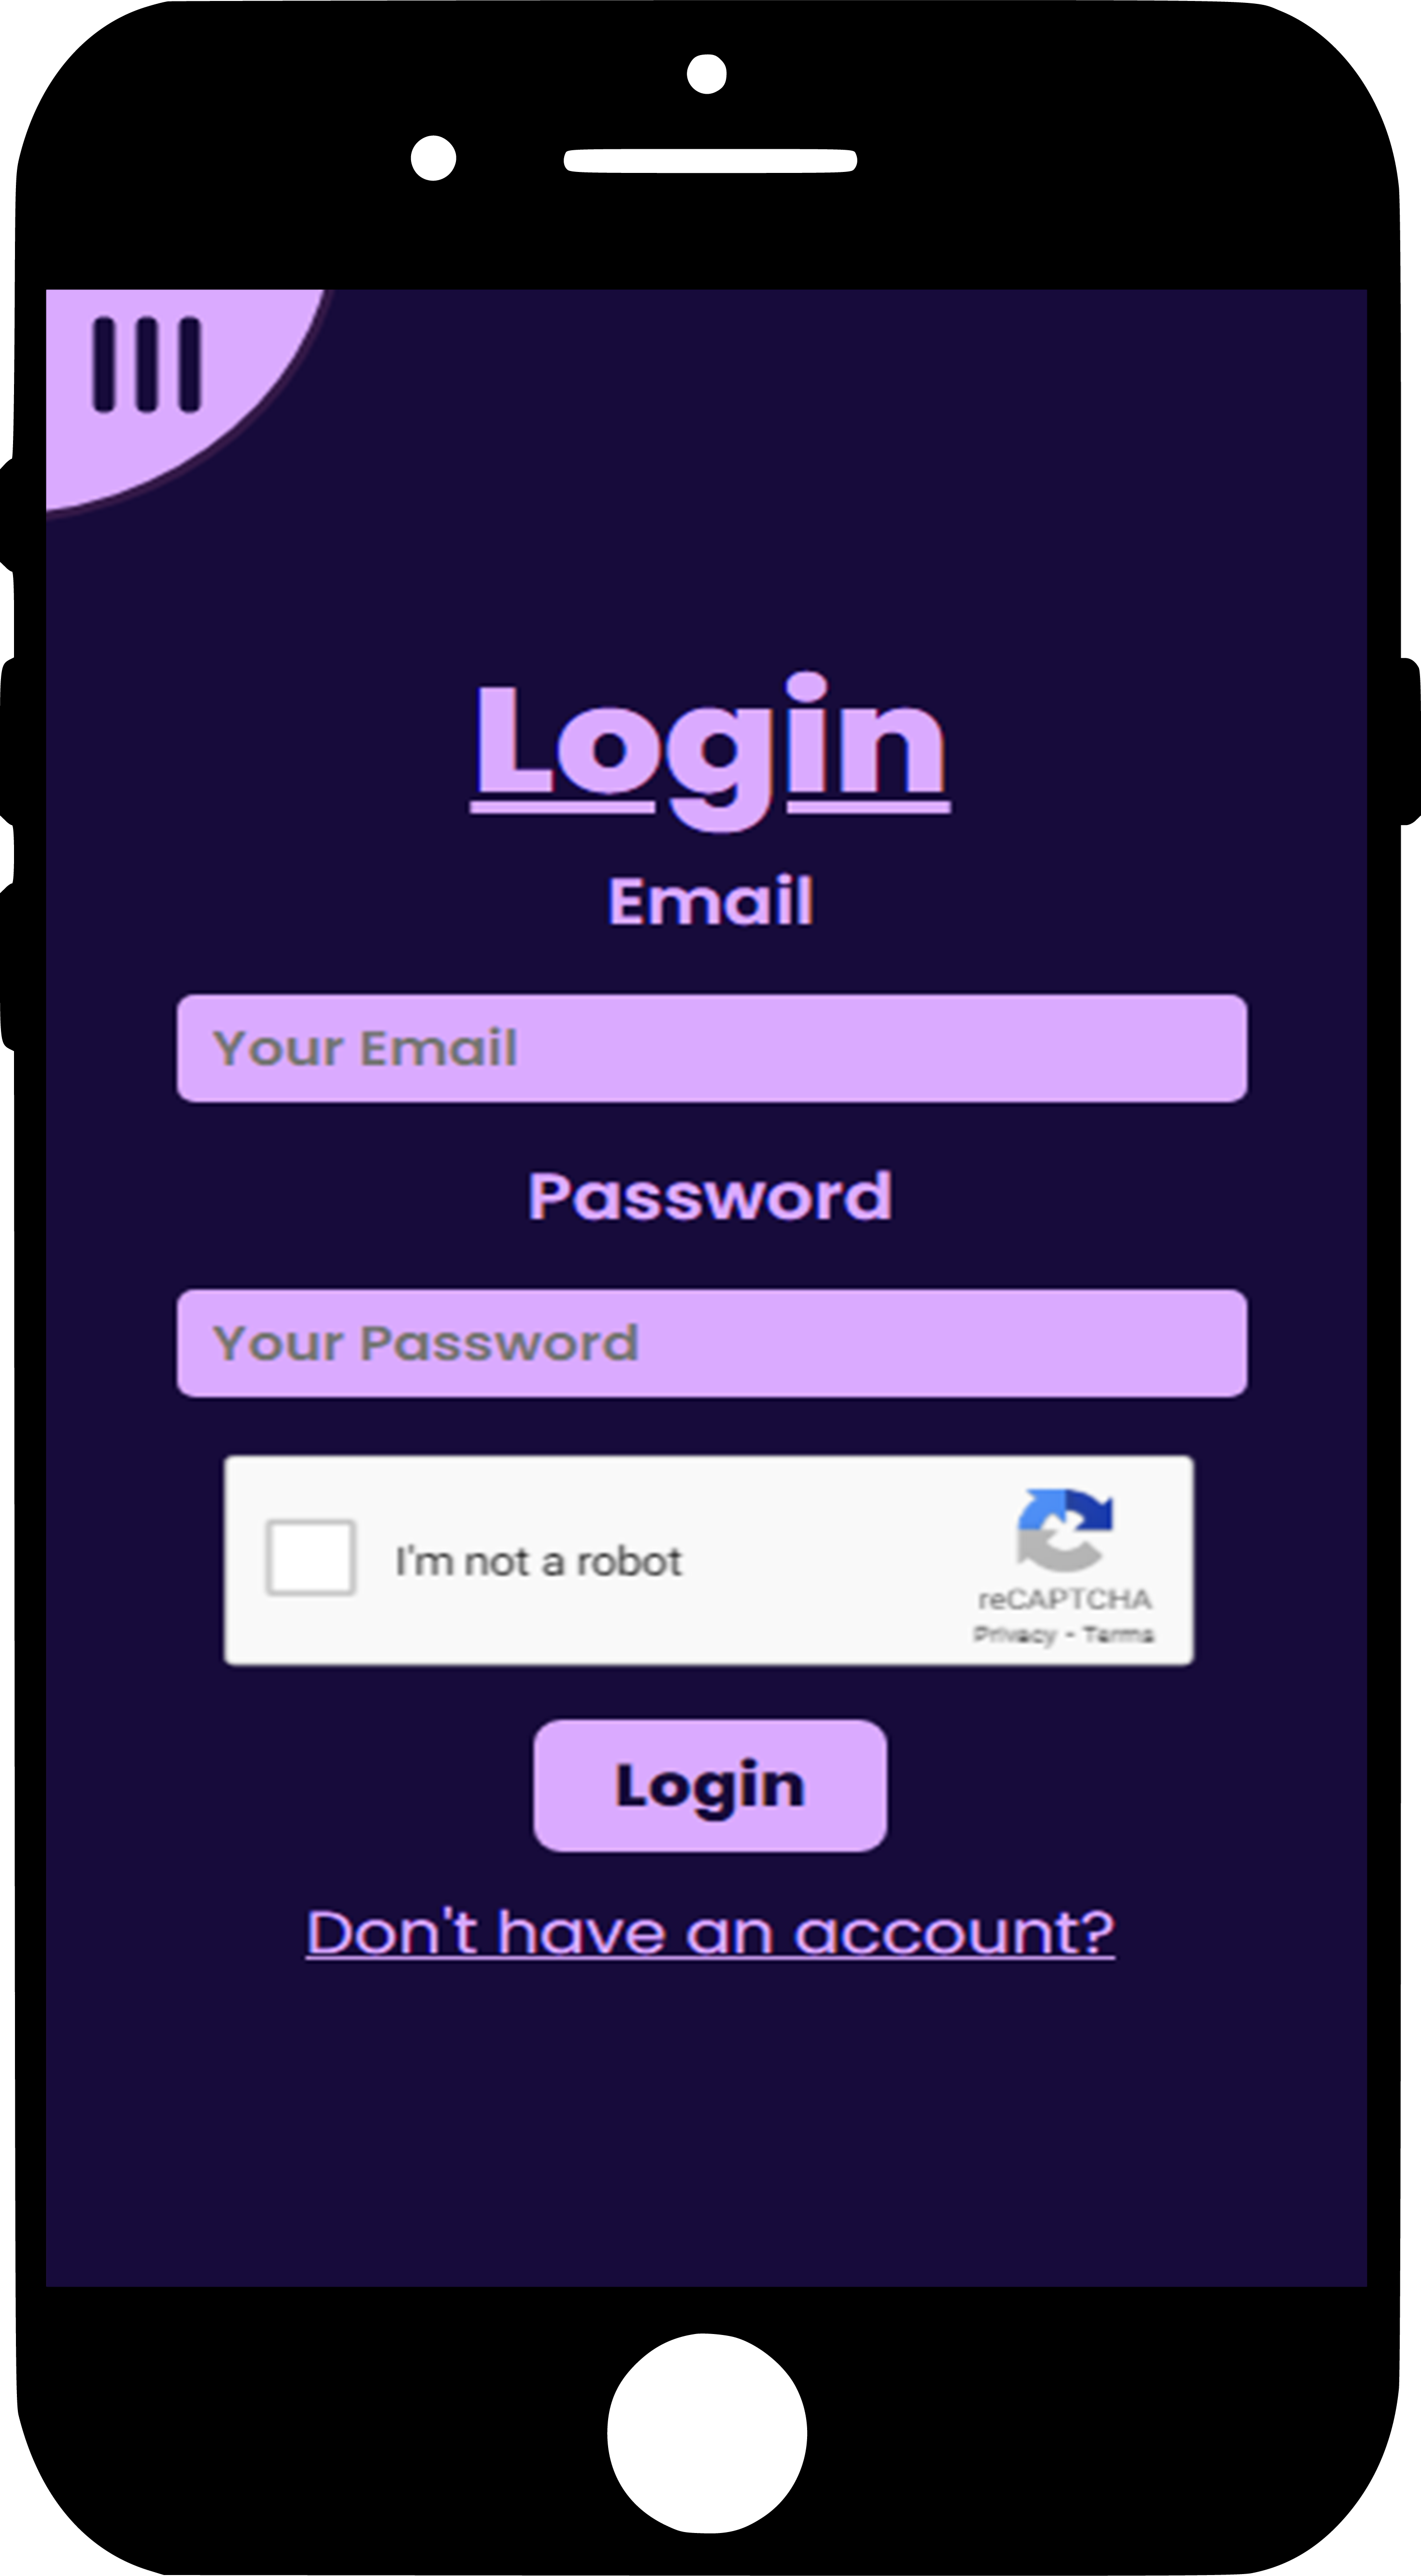 Login
Email
Your Email
Password
Your Password
I'm not a robot
reCAPTCHA
Privacy - Terms
Login
Don't have an account?